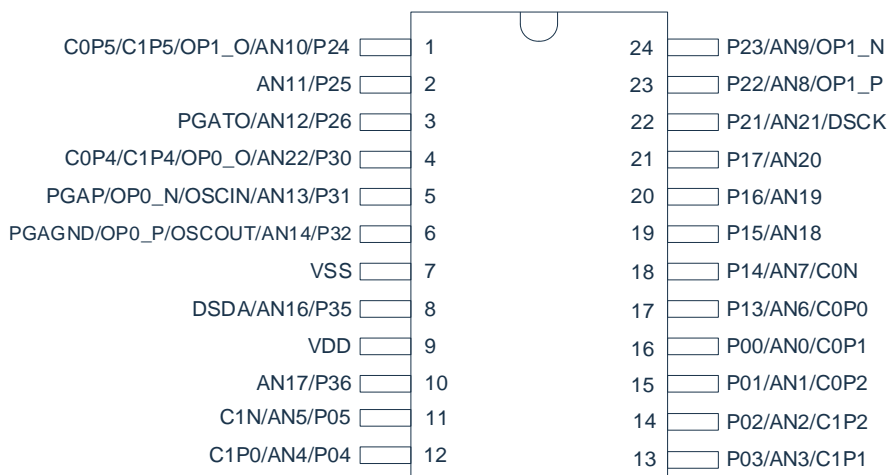 C0P5/C1P5/OP1_O/AN10/P24 1 24 P23/AN9/OP1_N
AN11/P25 2 23 P22/AN8/OP1_P
PGATO/AN12/P26 3 22 P21/AN21/DSCK
C0P4/C1P4/OP0_O/AN22/P30 4 21 P17/AN20
PGAP/OP0_N/OSCIN/AN13/P31 5 20 P16/AN19
PGAGND/OP0_P/OSCOUT/AN14/P32 6 19 P15/AN18
VSS 7 18 P14/AN7/C0N
DSDA/AN16/P35 8 17 P13/AN6/C0P0
VDD 9 16 P00/AN0/C0P1
AN17/P36 10 15 P01/AN1/C0P2
C1N/AN5/P05 11 14 P02/AN2/C1P2
C1P0/AN4/P04 12 13 P03/AN3/C1P1